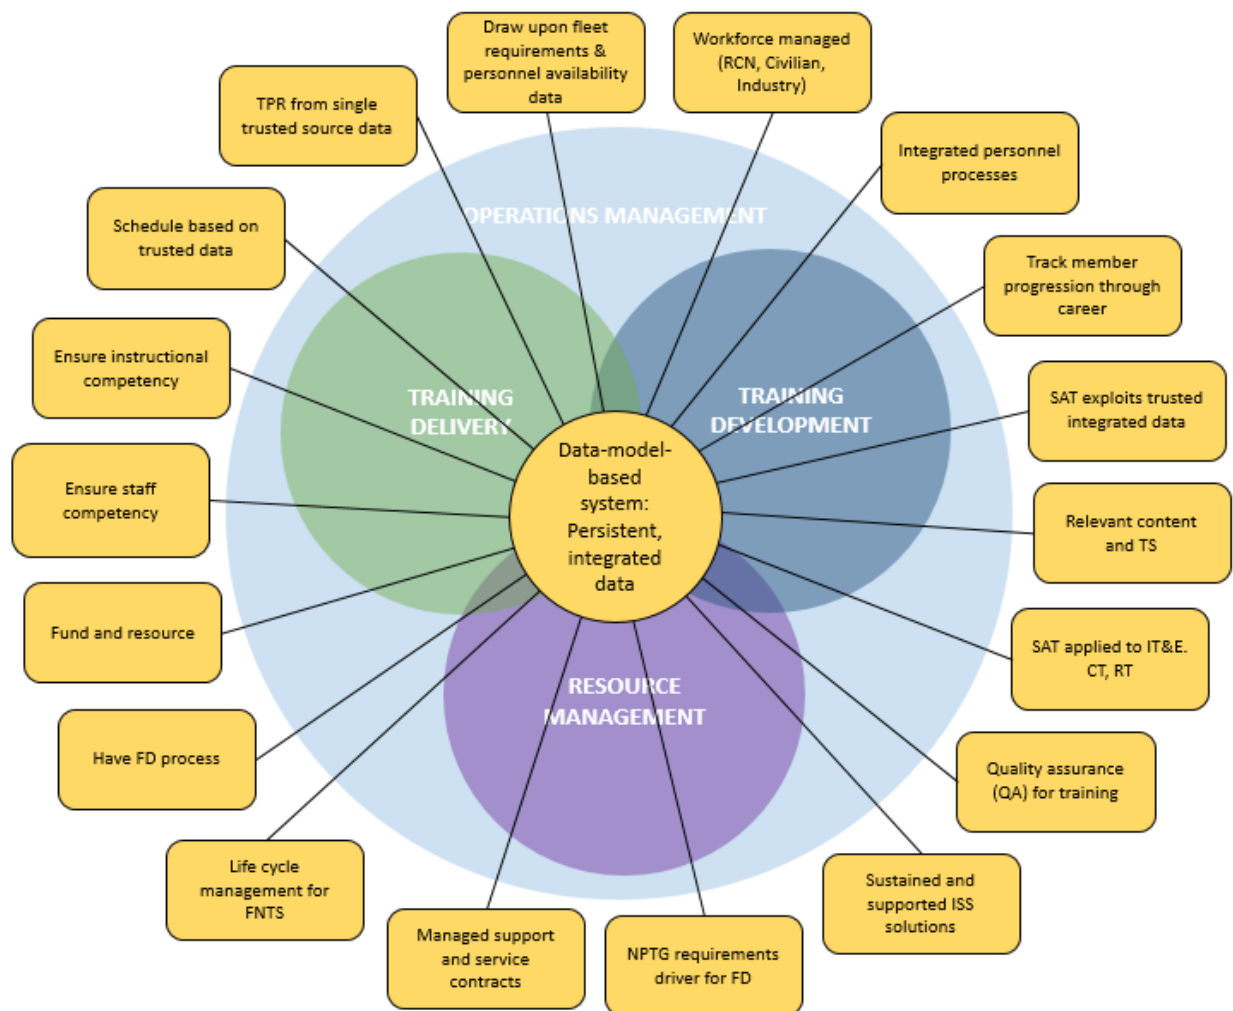 Draw upon fleet
requirements &
personnel availability
data
Workforce managed
(RCN, Civilian,
Industry)
TPR from single
trusted source data
Integrated personnel
processes
Schedule based on
trusted data
OPERATIONS MANAGEMENT
Track member
progression through
career
Ensure instructional
competency
TRAINING
DELIVERY
TRAINING
DEVELOPMENT
SAT exploits trusted
integrated data
Data-model-
based
system:
Persistent,
integrated
data
Ensure staff
competency
Relevant content
and TS
Fund and resource
SAT applied to IT&E.
CT, RT
RESOURCE
MANAGEMENT
Have FD process
Quality assurance
(QA) for training
Life cycle
management for
FNTS
Sustained and
supported ISS
solutions
Managed support
and service
contracts
NPTG requirements
driver for FD